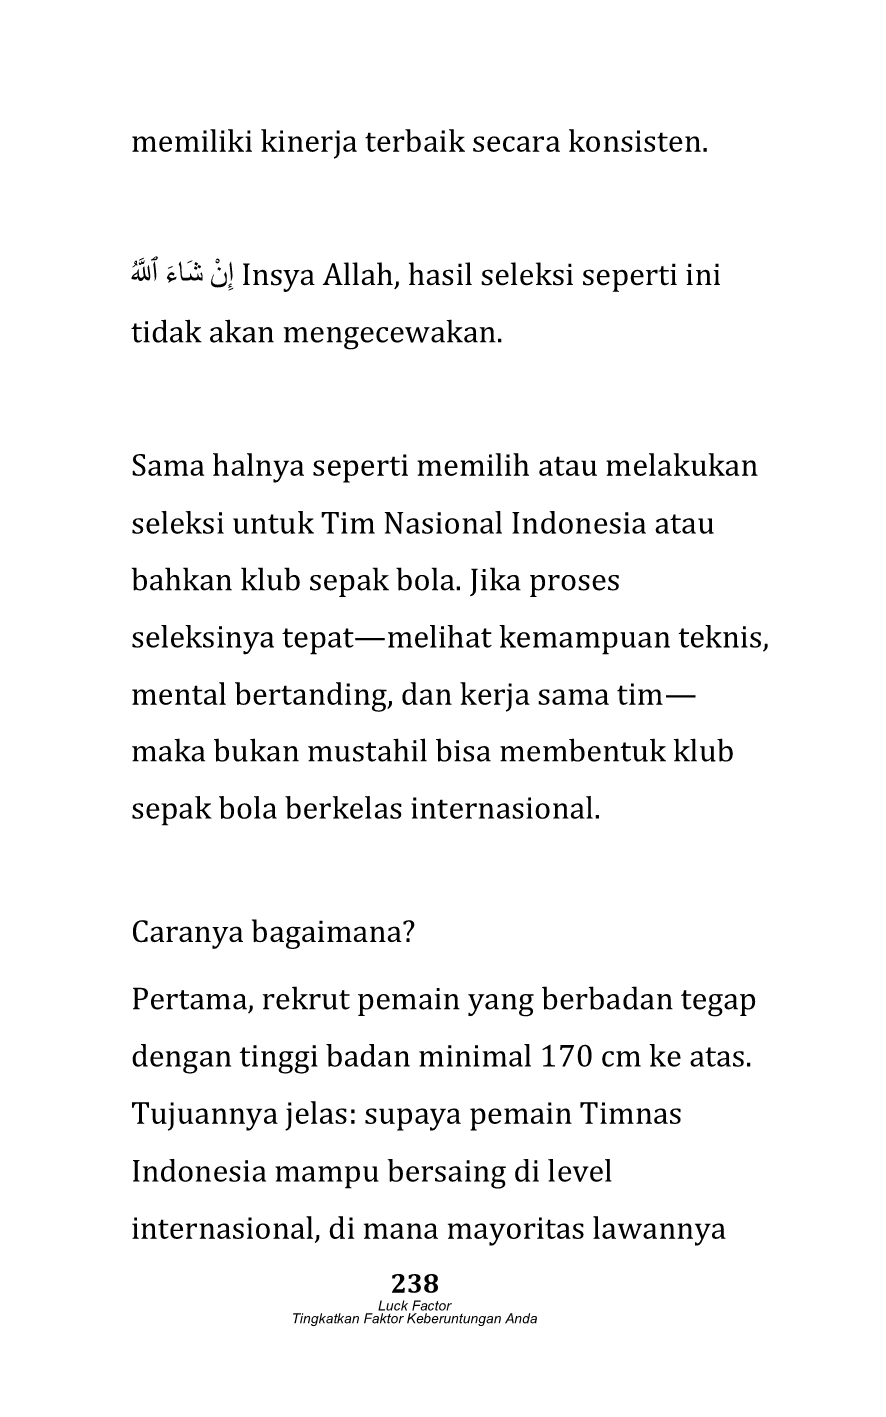 memiliki kinerja terbaik secara konsisten.
إِنْ شَاءَ ٱللَّهُ Insya Allah, hasil seleksi seperti ini
tidak akan mengecewakan.
Sama halnya seperti memilih atau melakukan
seleksi untuk Tim Nasional Indonesia atau
bahkan klub sepak bola. Jika proses
seleksinya tepat—melihat kemampuan teknis,
mental bertanding, dan kerja sama tim—
maka bukan mustahil bisa membentuk klub
sepak bola berkelas internasional.
Caranya bagaimana?
Pertama, rekrut pemain yang berbadan tegap
dengan tinggi badan minimal 170 cm ke atas.
Tujuannya jelas: supaya pemain Timnas
Indonesia mampu bersaing di level
internasional, di mana mayoritas lawannya
238
Luck Factor
Tingkatkan Faktor Keberuntungan Anda